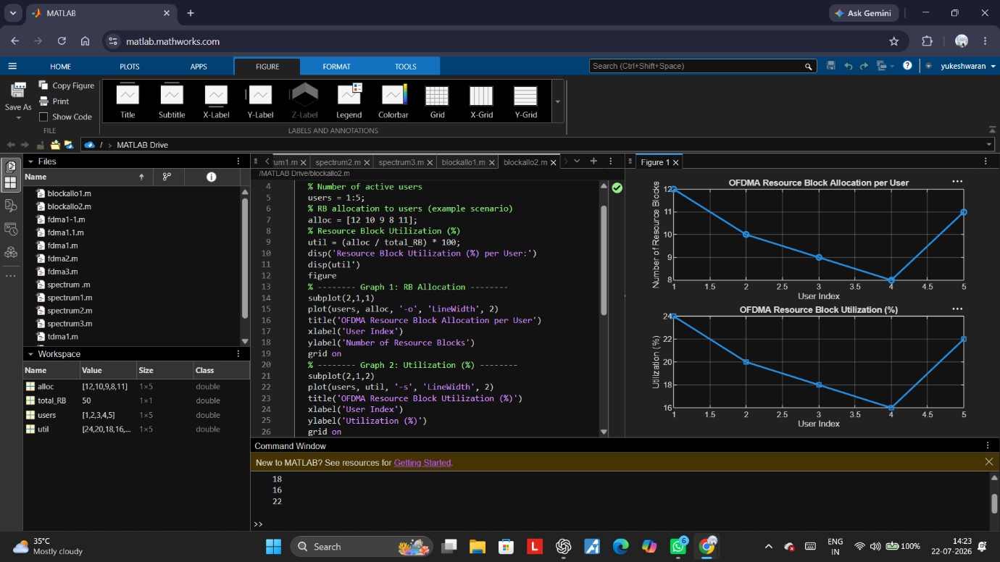 MATLAB
Ask Gemini
matlab.mathworks.com
HOME PLOTS APPS FIGURE FORMAT TOOLS
Search (Ctrl+Shift+Space)
yukeshwaran
Save As
Copy Figure
Print
Show Code
FILE
Title Subtitle X-Label Y-Label Z-Label Legend Colorbar Grid X-Grid Y-Grid
LABELS AND ANNOTATIONS
/ > MATLAB Drive
Files
Name
blockallo1.m
blockallo2.m
fdma1-1.m
fdma1.1.m
fdma1.m
fdma2.m
fdma3.m
spectrum .m
spectrum1.m
spectrum2.m
spectrum3.m
tdma1.m
Workspace
Name Value Size Class
alloc [12,10,9,8,11] 1×5 double
total_RB 50 1×1 double
users [1,2,3,4,5] 1×5 double
util [24,20,18,16,... 1×5 double
um1.m spectrum2.m spectrum3.m blockallo1.m blockallo2.m
/MATLAB Drive/blockallo2.m
4 % Number of active users
5 users = 1:5;
6 % RB allocation to users (example scenario)
7 alloc = [12 10 9 8 11];
8 % Resource Block Utilization (%)
9 util = (alloc / total_RB) * 100;
10 disp('Resource Block Utilization (%) per User:')
11 disp(util')
12 figure
13 % -------- Graph 1: RB Allocation --------
14 subplot(2,1,1)
15 plot(users, alloc, '-o', 'LineWidth', 2)
16 title('OFDMA Resource Block Allocation per User')
17 xlabel('User Index')
18 ylabel('Number of Resource Blocks')
19 grid on
20 % -------- Graph 2: Utilization (%) --------
21 subplot(2,1,2)
22 plot(users, util, '-s', 'LineWidth', 2)
23 title('OFDMA Resource Block Utilization (%)')
24 xlabel('User Index')
25 ylabel('Utilization (%)')
26 grid on
Figure 1
OFDMA Resource Block Allocation per User
Number of Resource Blocks
12
11
10
9
8
1 1.5 2 2.5 3 3.5 4 4.5 5
User Index
OFDMA Resource Block Utilization (%)
Utilization (%)
24
22
20
18
16
1 1.5 2 2.5 3 3.5 4 4.5 5
User Index
Command Window
New to MATLAB? See resources for Getting Started.
18
16
22
>>
35°C
Mostly cloudy
Search
L
6
ENG
IN
100%
14:23
22-07-2026